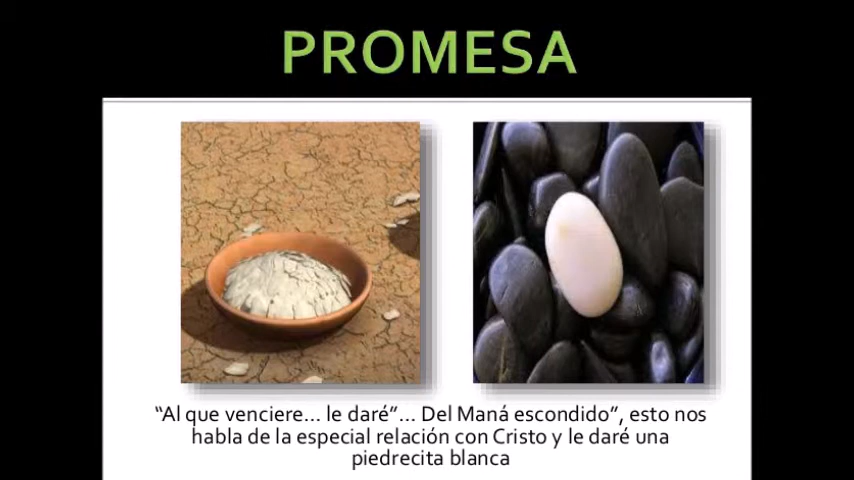 PROMESA
“Al que venciere... le daré”... Del Maná escondido”, esto nos
habla de la especial relación con Cristo y le daré una
piedrecita blanca